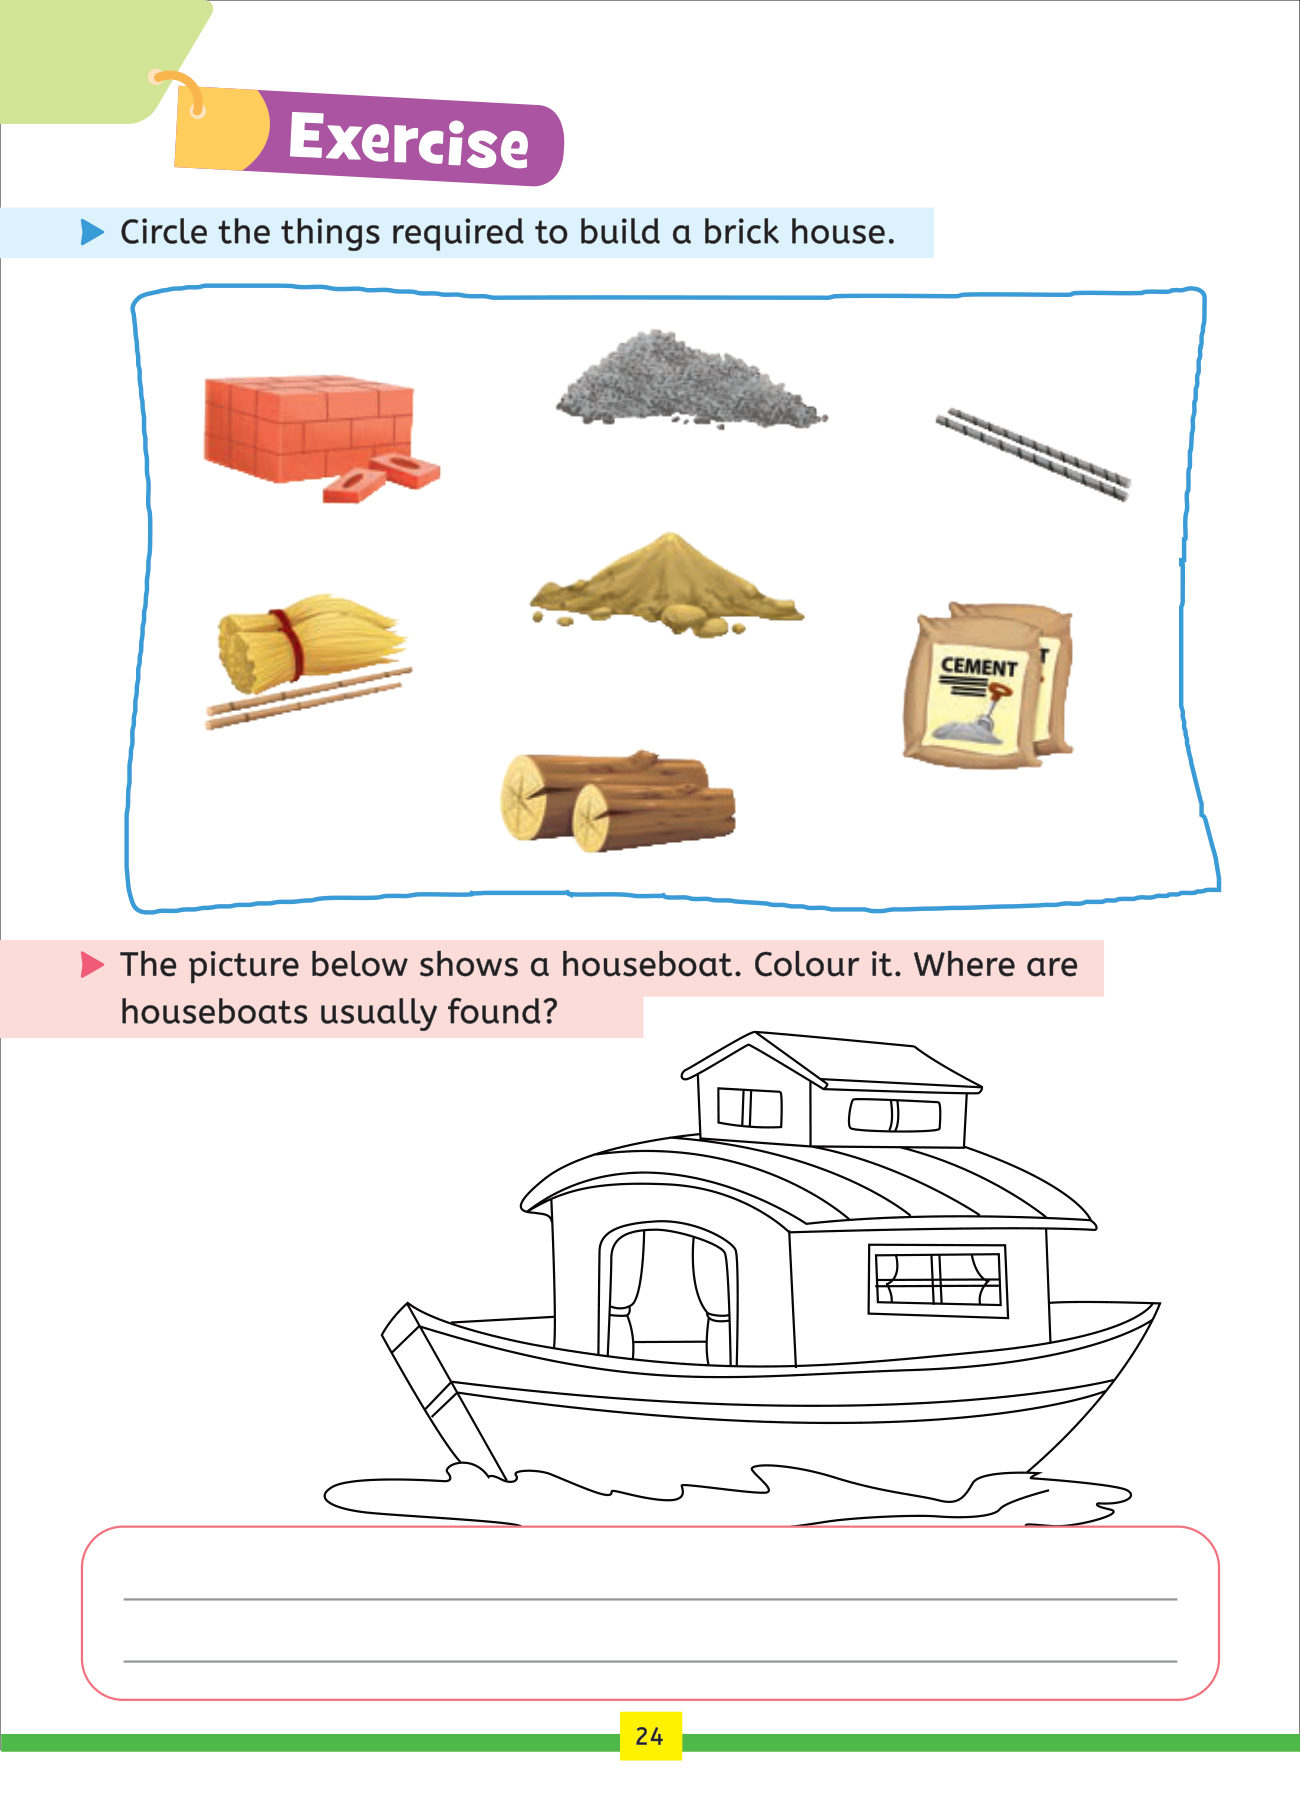 Exercise
Circle the things required to build a brick house.
CEMENT
T
The picture below shows a houseboat. Colour it. Where are
houseboats usually found?
24